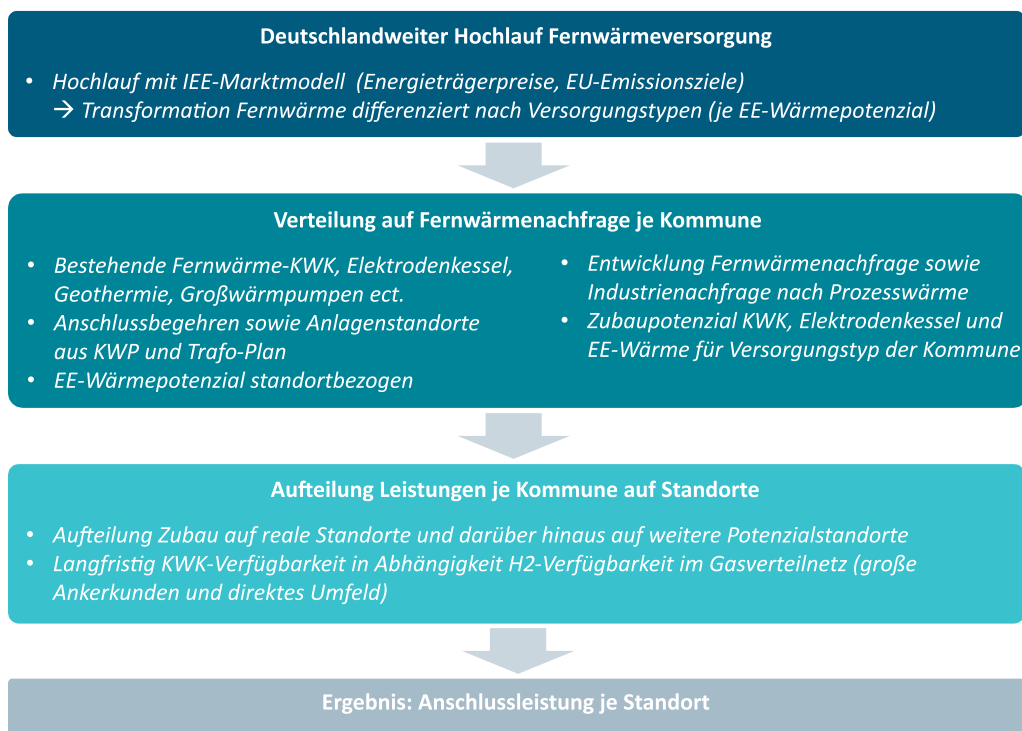 Deutschlandweiter Hochlauf Fernwärmeversorgung
• Hochlauf mit IEE-Marktmodell (Energieträgerpreise, EU-Emissionsziele)
→ Transformation Fernwärme differenziert nach Versorgungstypen (je EE-Wärmepotenzial)
Verteilung auf Fernwärmenachfrage je Kommune
• Bestehende Fernwärme-KWK, Elektrodenkessel,
Geothermie, Großwärmpumpen ect.
• Anschlussbegehren sowie Anlagenstandorte
aus KWP und Trafo-Plan
• EE-Wärmepotenzial standortbezogen
• Entwicklung Fernwärmenachfrage sowie
Industrienachfrage nach Prozesswärme
• Zubaupotenzial KWK, Elektrodenkessel und
EE-Wärme für Versorgungstyp der Kommune
Aufteilung Leistungen je Kommune auf Standorte
• Aufteilung Zubau auf reale Standorte und darüber hinaus auf weitere Potenzialstandorte
• Langfristig KWK-Verfügbarkeit in Abhängigkeit H2-Verfügbarkeit im Gasverteilnetz (große
Ankerkunden und direktes Umfeld)
Ergebnis: Anschlussleistung je Standort